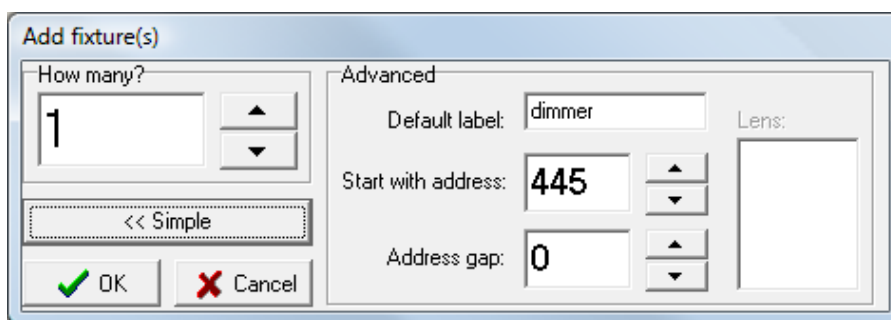 Add fixture(s)
How many?
1
<< Simple
OK
Cancel
Advanced
Default label: dimmer
Lens:
Start with address: 445
Address gap: 0